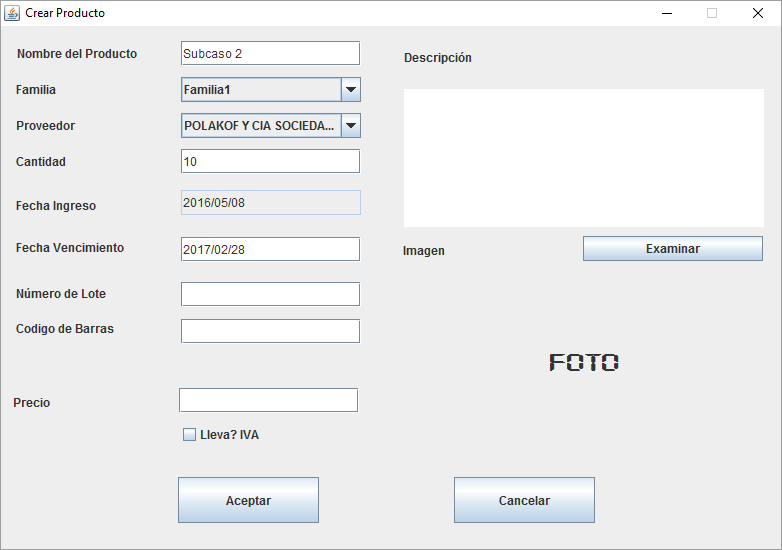 Crear Producto
Nombre del Producto Subcaso 2
Familia Familia1
Proveedor POLAKOF Y CIA SOCIEDA...
Cantidad 10
Fecha Ingreso 2016/05/08
Fecha Vencimiento 2017/02/28
Número de Lote
Codigo de Barras
Precio
Lleva? IVA
Descripción
Imagen Examinar
FOTO
Aceptar Cancelar